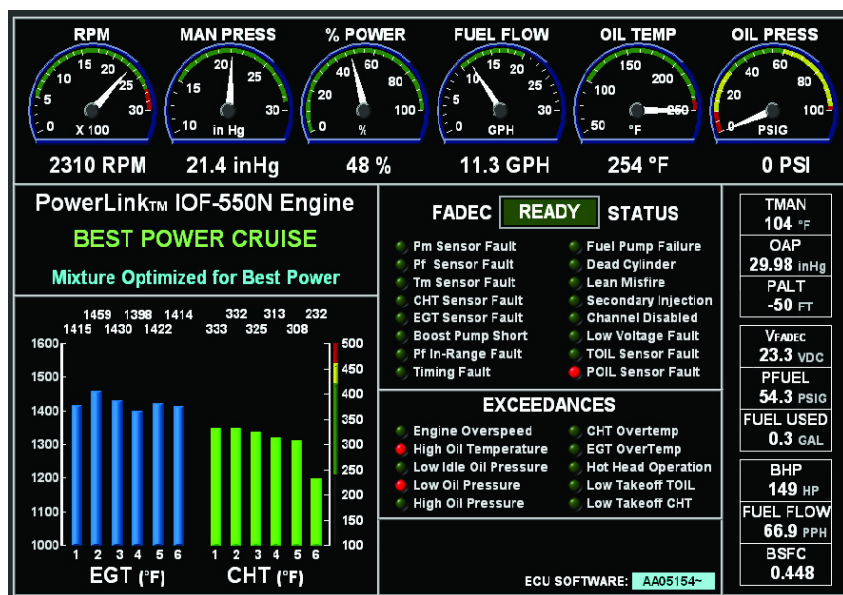 RPM MAN PRESS % POWER FUEL FLOW OIL TEMP OIL PRESS
0 5 10 15 20 25 30 X 100
10 20 30 in Hg
0 20 40 60 80 100 %
0 5 10 15 20 25 30 GPH
50 100 150 200 250 °F
0 20 40 60 80 100 PSIG
2310 RPM 21.4 inHg 48 % 11.3 GPH 254 °F 0 PSI
PowerLink™ IOF-550N Engine
BEST POWER CRUISE
Mixture Optimized for Best Power
FADEC READY STATUS
Pm Sensor Fault
Pf Sensor Fault
Tm Sensor Fault
CHT Sensor Fault
EGT Sensor Fault
Boost Pump Short
Pf In-Range Fault
Timing Fault
Fuel Pump Failure
Dead Cylinder
Lean Misfire
Secondary Injection
Channel Disabled
Low Voltage Fault
TOIL Sensor Fault
POIL Sensor Fault
EXCEEDANCES
Engine Overspeed
High Oil Temperature
Low Idle Oil Pressure
Low Oil Pressure
High Oil Pressure
CHT Overtemp
EGT OverTemp
Hot Head Operation
Low Takeoff TOIL
Low Takeoff CHT
ECU SOFTWARE: AA05154~
TMAN
104 °F
OAP
29.98 inHg
PALT
-50 FT
VFADEC
23.3 VDC
PFUEL
54.3 PSIG
FUEL USED
0.3 GAL
BHP
149 HP
FUEL FLOW
66.9 PPH
BSFC
0.448
1459 1398 1414 332 313 232
1415 1430 1422 333 325 308
1600 500
450
1500
400
1400
350
1300
300
1200
250
200
1100
150
1000 100
1 2 3 4 5 6 1 2 3 4 5 6
EGT (°F) CHT (°F)